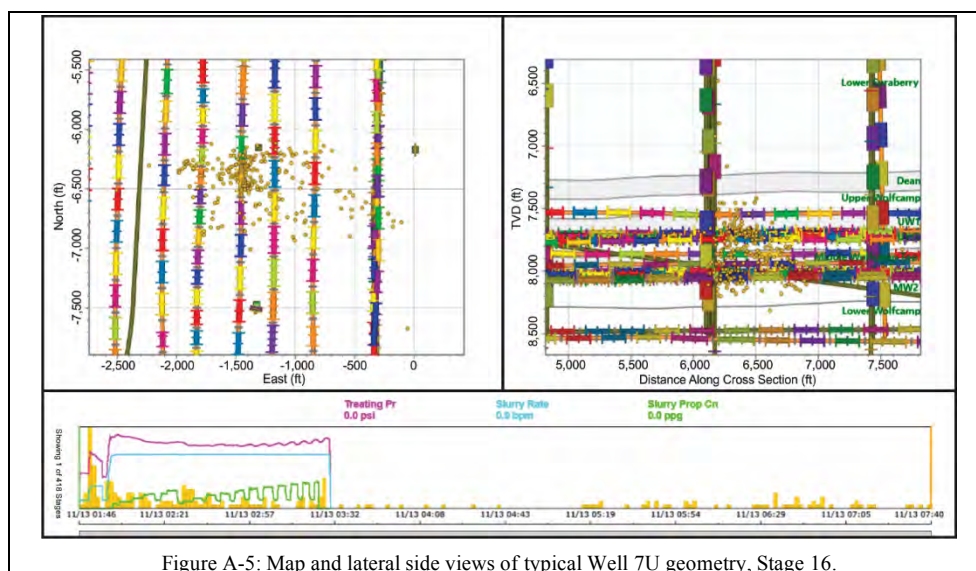 -5,500
-6,000
-6,500
-7,000
-7,500
North (ft)
-2,500 -2,000 -1,500 -1,000 -500 0
East (ft)
6,500
7,000
7,500
8,000
8,500
TVD (ft)
Dean
Upper Wolfcamp
UW1
MW2
Lower Wolfcamp
5,000 5,500 6,000 6,500 7,000 7,500
Distance Along Cross Section (ft)
Treating Pr Slurry Rate Slurry Prop Cn
0.0 psi 0.0 ppg
Showing 1 of 418 Stages
11/13 01:46 11/13 02:21 11/13 02:57 11/13 03:32 11/13 04:08 11/13 04:43 11/13 05:19 11/13 05:54 11/13 06:29 11/13 07:05 11/13 07:40
Figure A-5: Map and lateral side views of typical Well 7U geometry, Stage 16.